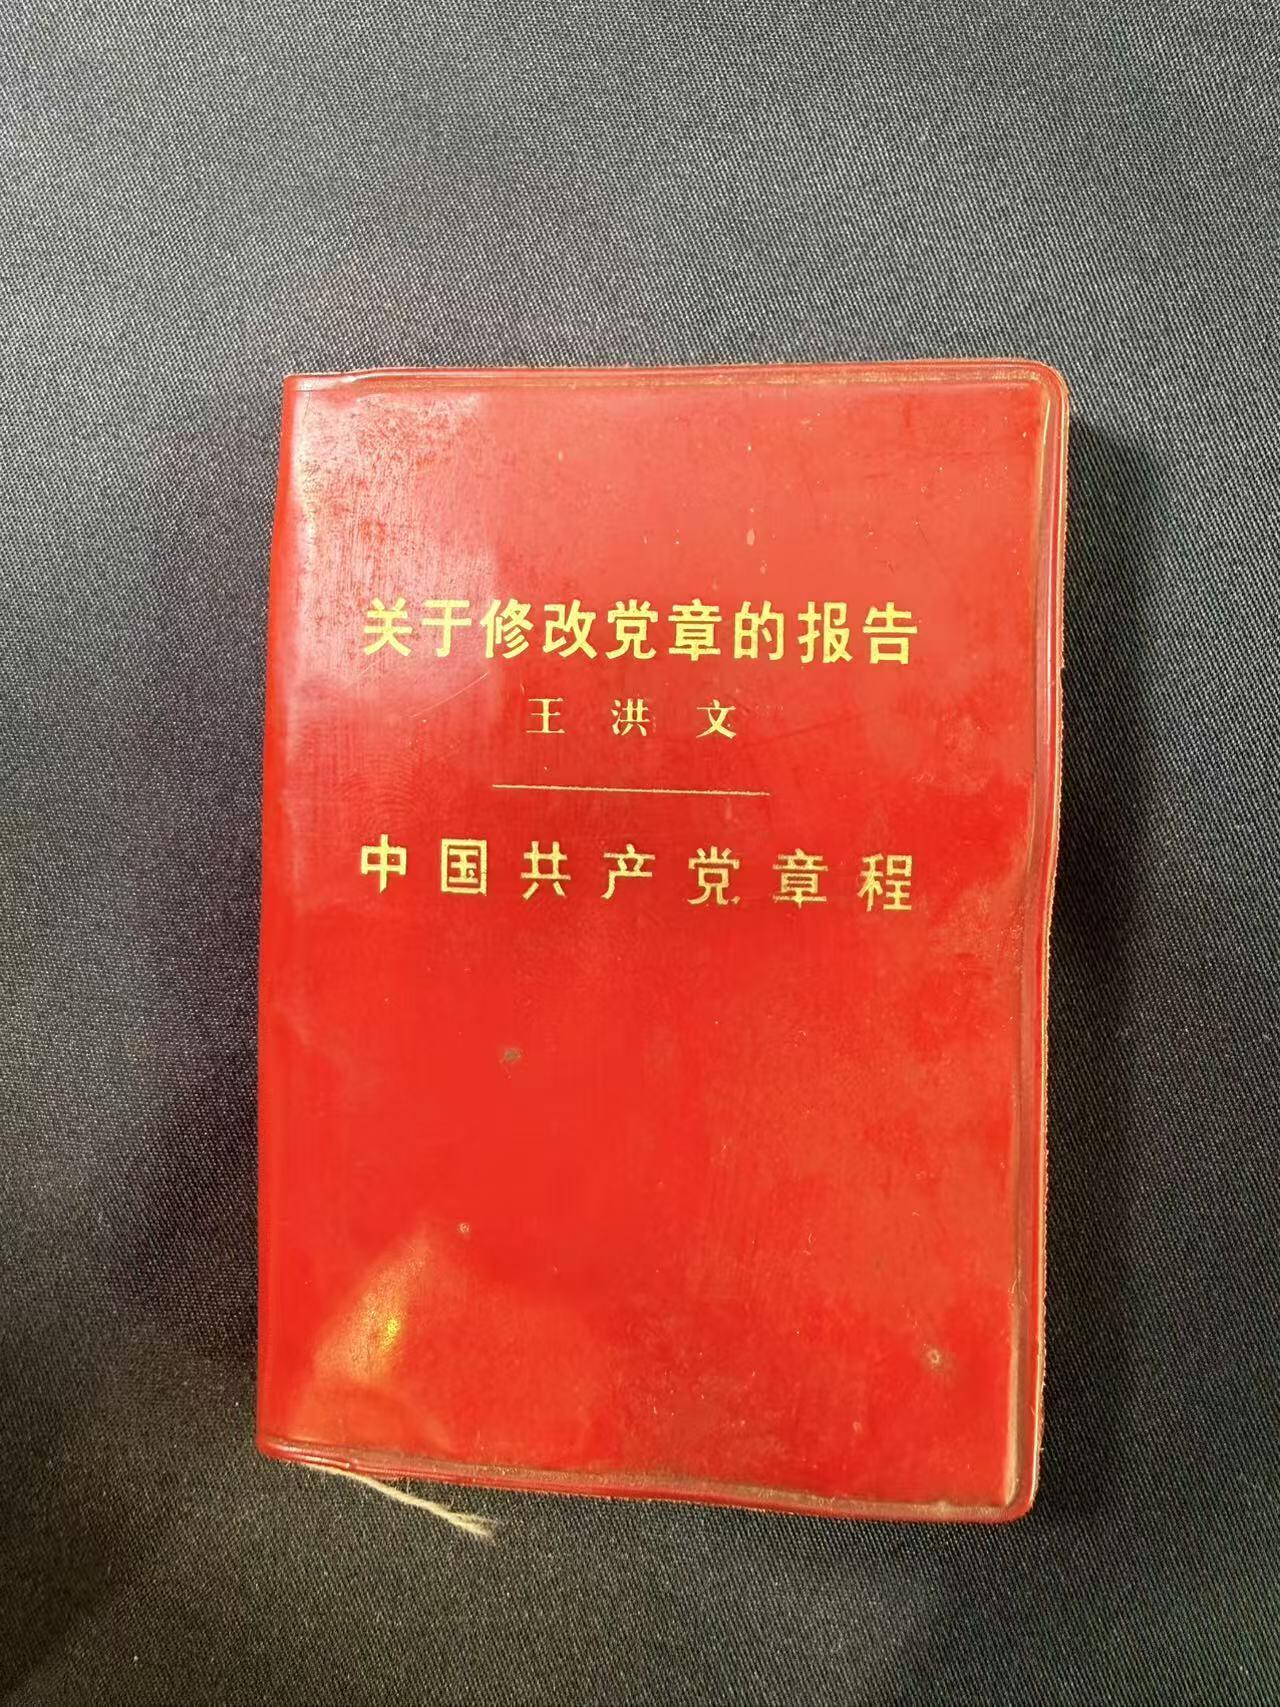 关于修改党章的报告
王洪文
中国共产党章程